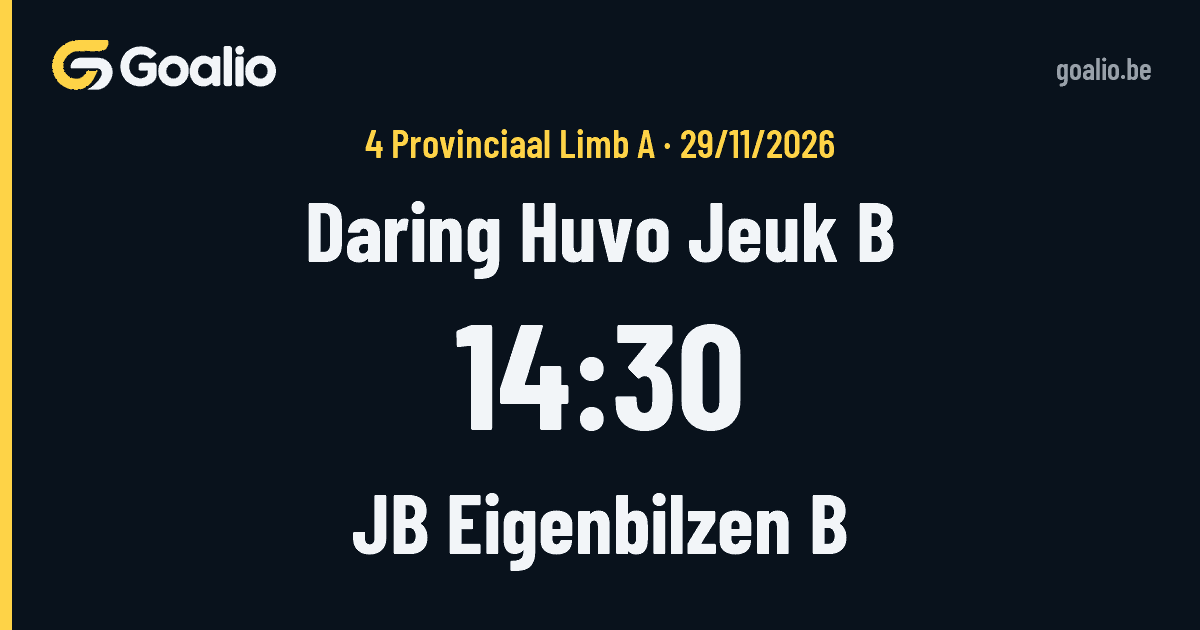 Goalio
goalio.be
4 Provinciaal Limb A · 29/11/2026
Daring Huvo Jeuk B
14:30
JB Eigenbilzen B